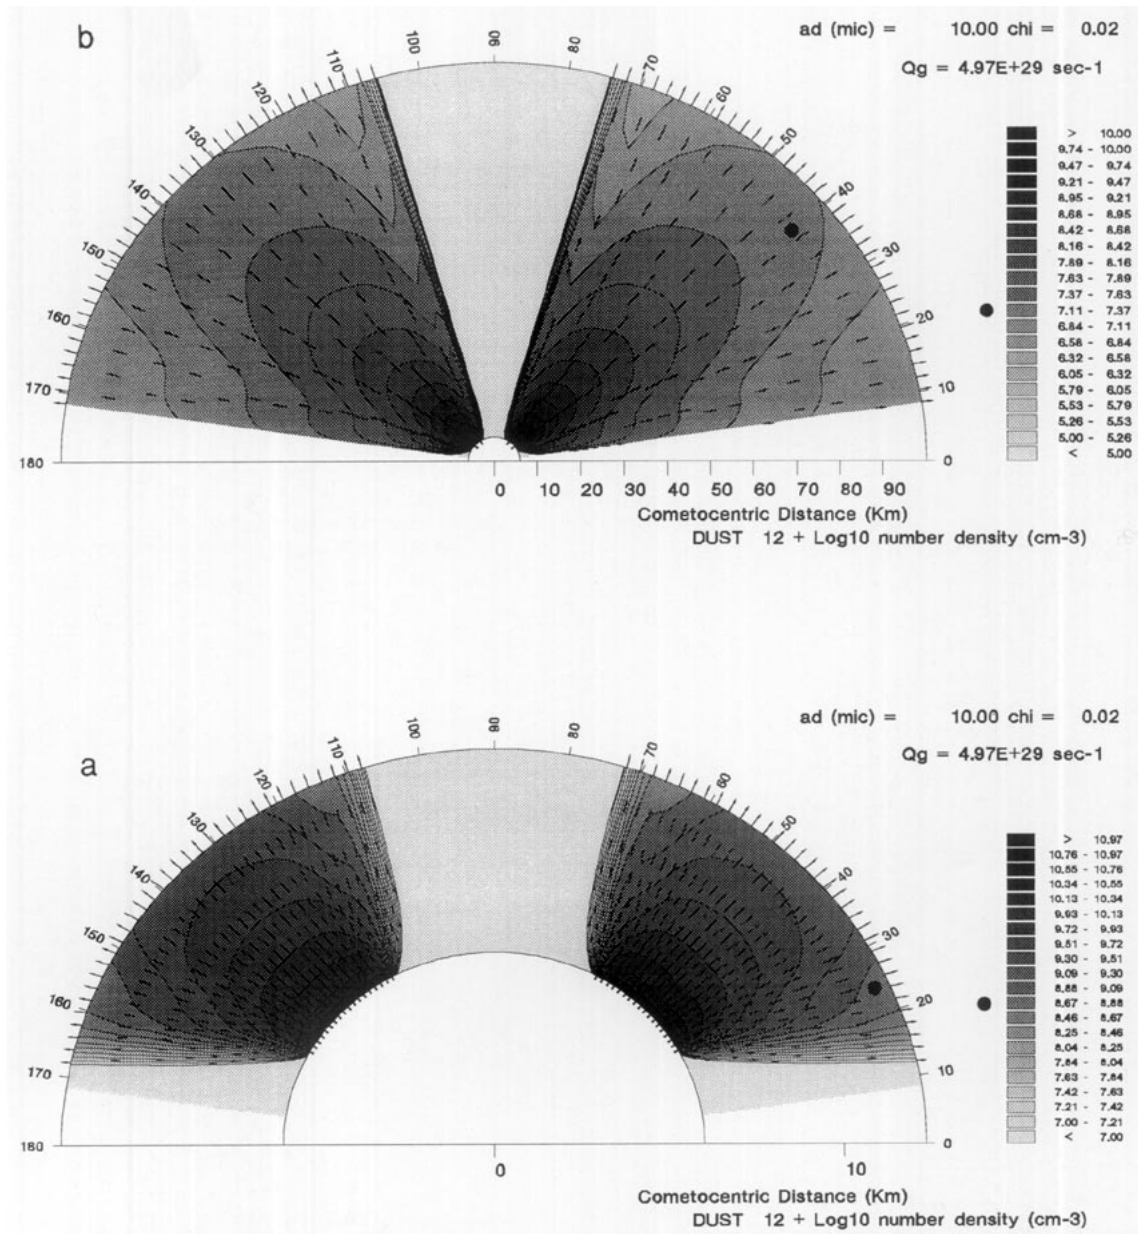 b
ad (mic) = 10.00 chi = 0.02
Qg = 4.97E+29 sec-1
180 170 160 150 140 130 120 110 100 90 80 70 60 50 40 30 20 10 0
> 10.00
9.74 - 10.00
9.47 - 9.74
9.21 - 9.47
8.95 - 9.21
8.68 - 8.95
8.42 - 8.68
8.16 - 8.42
7.89 - 8.16
7.63 - 7.89
7.37 - 7.63
7.11 - 7.37
6.84 - 7.11
6.58 - 6.84
6.32 - 6.58
6.05 - 6.32
5.79 - 6.05
5.53 - 5.79
5.26 - 5.53
5.00 - 5.26
< 5.00
0 10 20 30 40 50 60 70 80 90
Cometocentric Distance (Km)
DUST 12 + Log10 number density (cm-3)
a
ad (mic) = 10.00 chi = 0.02
Qg = 4.97E+29 sec-1
180 170 160 150 140 130 120 110 100 90 80 70 60 50 40 30 20 10 0
> 10.97
10.76 - 10.97
10.55 - 10.76
10.34 - 10.55
10.13 - 10.34
9.93 - 10.13
9.72 - 9.93
9.51 - 9.72
9.30 - 9.51
9.09 - 9.30
8.88 - 9.09
8.67 - 8.88
8.46 - 8.67
8.25 - 8.46
8.04 - 8.25
7.84 - 8.04
7.63 - 7.84
7.42 - 7.63
7.21 - 7.42
7.00 - 7.21
< 7.00
0 10
Cometocentric Distance (Km)
DUST 12 + Log10 number density (cm-3)